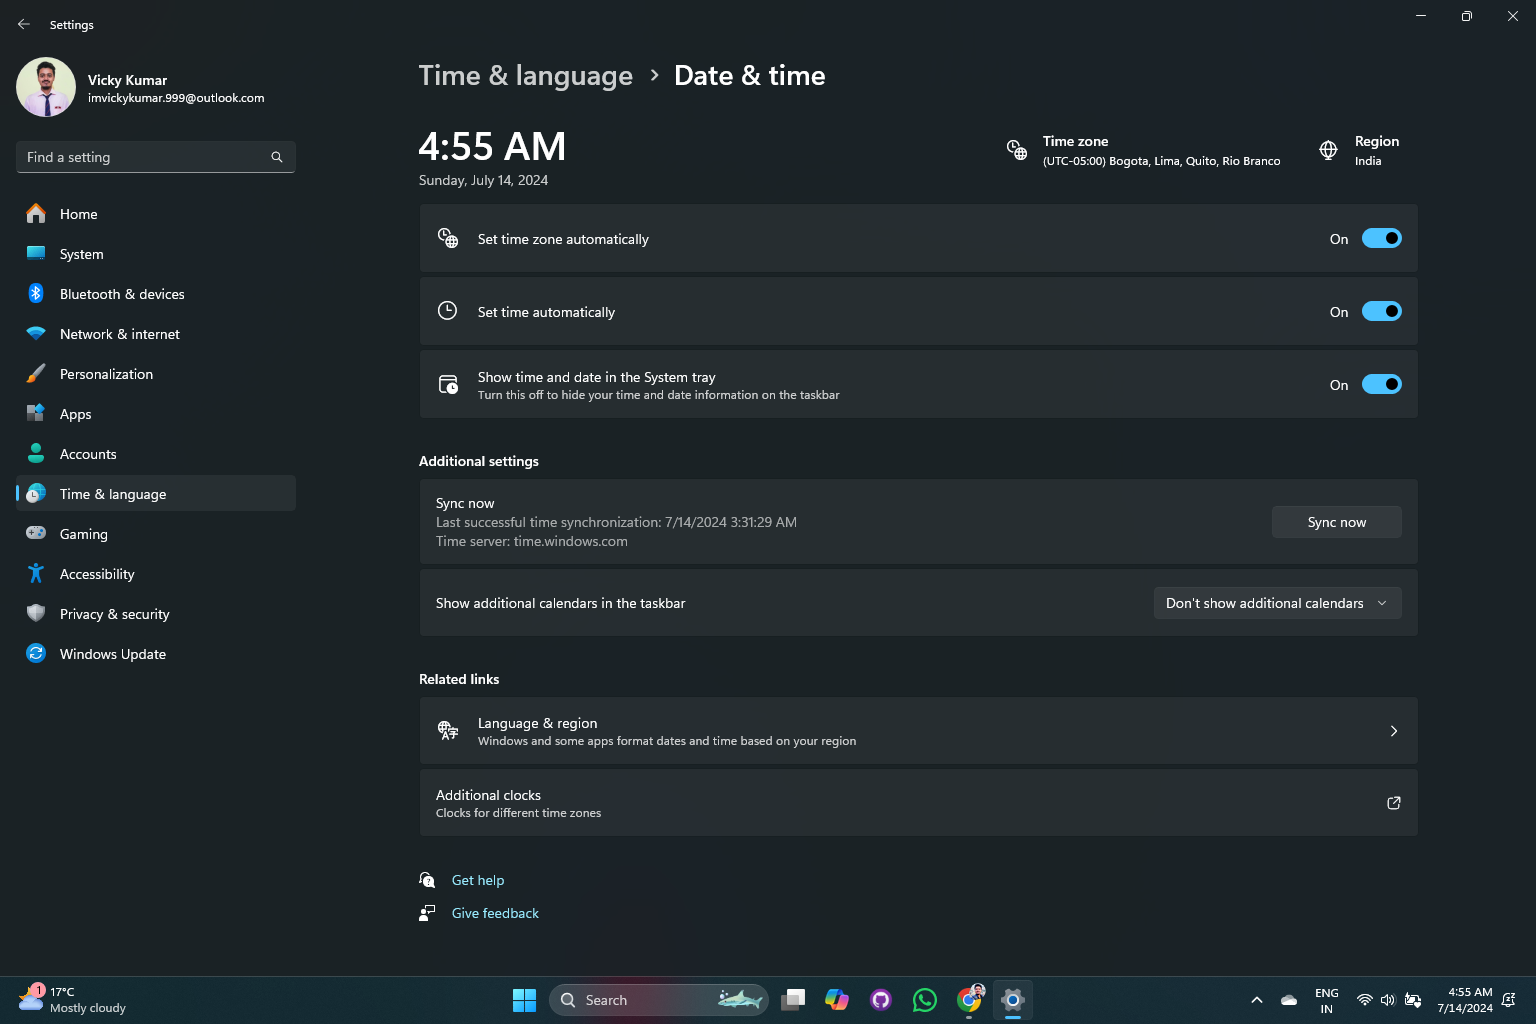 Settings
Vicky Kumar
imvickykumar.999@outlook.com
Find a setting
Home
System
Bluetooth & devices
Network & internet
Personalization
Apps
Accounts
Time & language
Gaming
Accessibility
Privacy & security
Windows Update
Time & language > Date & time
4:55 AM
Sunday, July 14, 2024
Time zone
(UTC-05:00) Bogota, Lima, Quito, Rio Branco
Region
India
Set time zone automatically
On
Set time automatically
On
Show time and date in the System tray
Turn this off to hide your time and date information on the taskbar
On
Additional settings
Sync now
Last successful time synchronization: 7/14/2024 3:31:29 AM
Time server: time.windows.com
Sync now
Show additional calendars in the taskbar
Don't show additional calendars
Related links
Language & region
Windows and some apps format dates and time based on your region
Additional clocks
Clocks for different time zones
Get help
Give feedback
1
17°C
Mostly cloudy
Search
ENG
IN
4:55 AM
7/14/2024